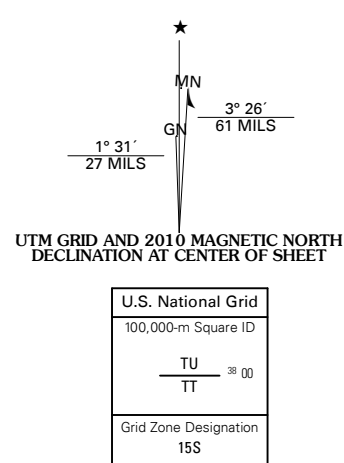 ★
MN
3° 26´
61 MILS
GN
1° 31´
27 MILS
UTM GRID AND 2010 MAGNETIC NORTH
DECLINATION AT CENTER OF SHEET
U.S. National Grid
100,000-m Square ID
TU
38 00
TT
Grid Zone Designation
15S